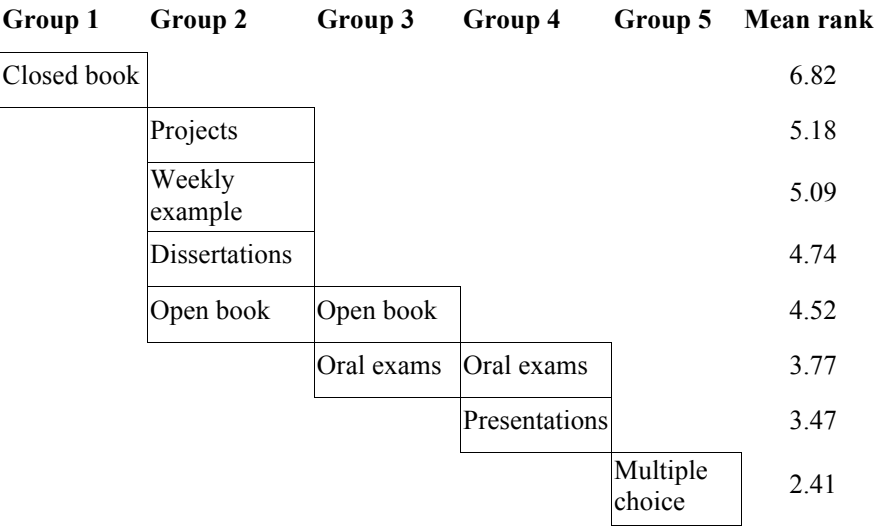 Group 1 Group 2 Group 3 Group 4 Group 5 Mean rank
Closed book 6.82
Projects 5.18
Weekly
example 5.09
Dissertations 4.74
Open book Open book 4.52
Oral exams Oral exams 3.77
Presentations 3.47
Multiple
choice 2.41